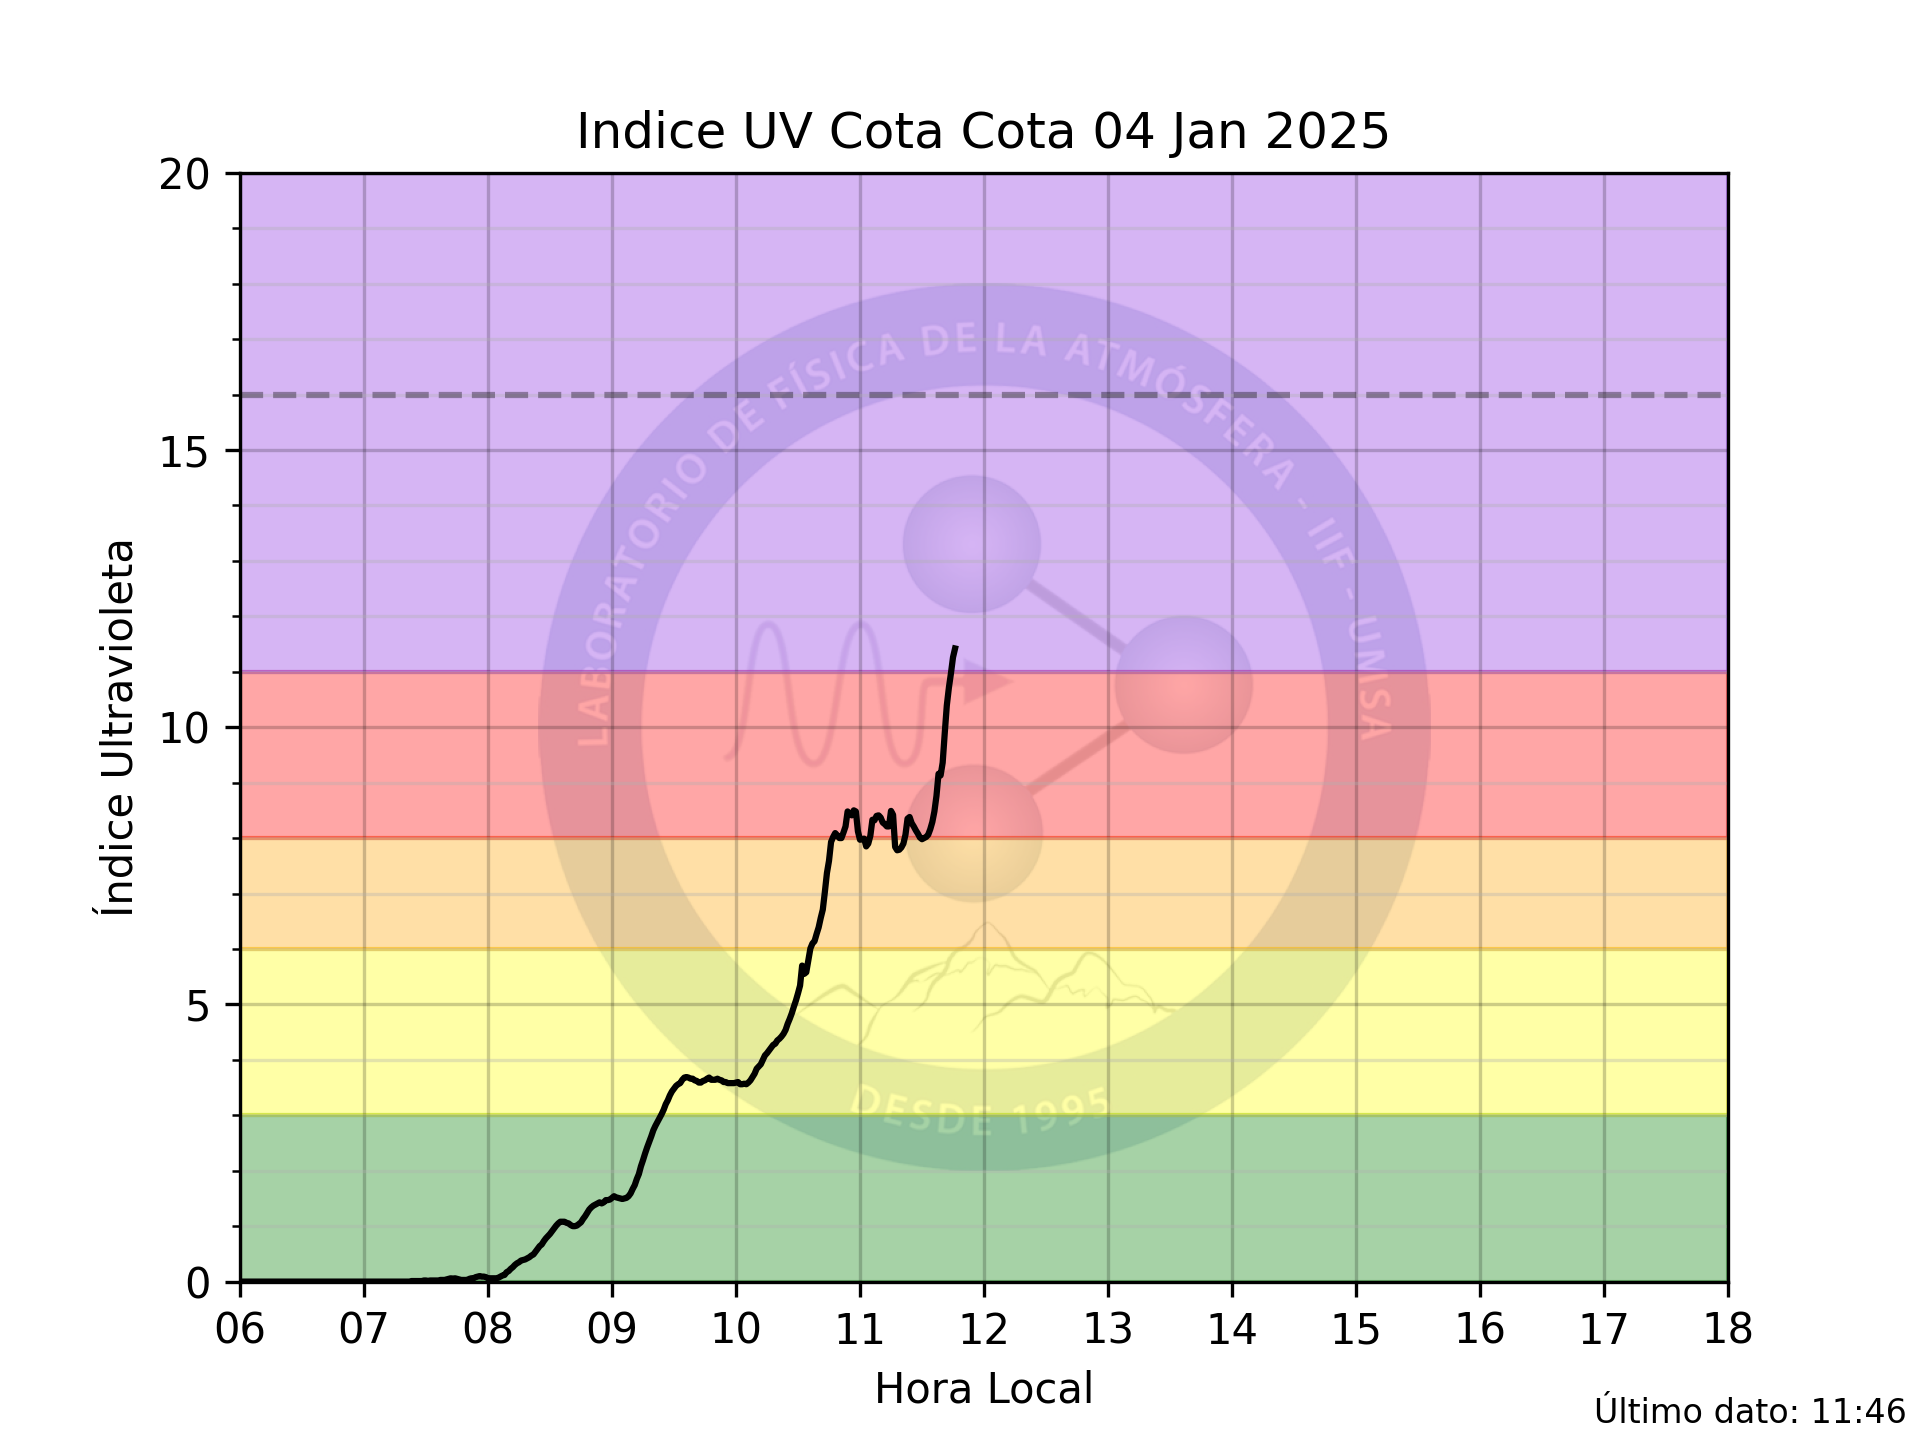 Indice UV Cota Cota 04 Jan 2025
20
15
10
5
0
Índice Ultravioleta
LABORATORIO DE FÍSICA DE LA ATMÓSFERA - IIF - UMSA
DESDE 1995
06 07 08 09 10 11 12 13 14 15 16 17 18
Hora Local
Último dato: 11:46